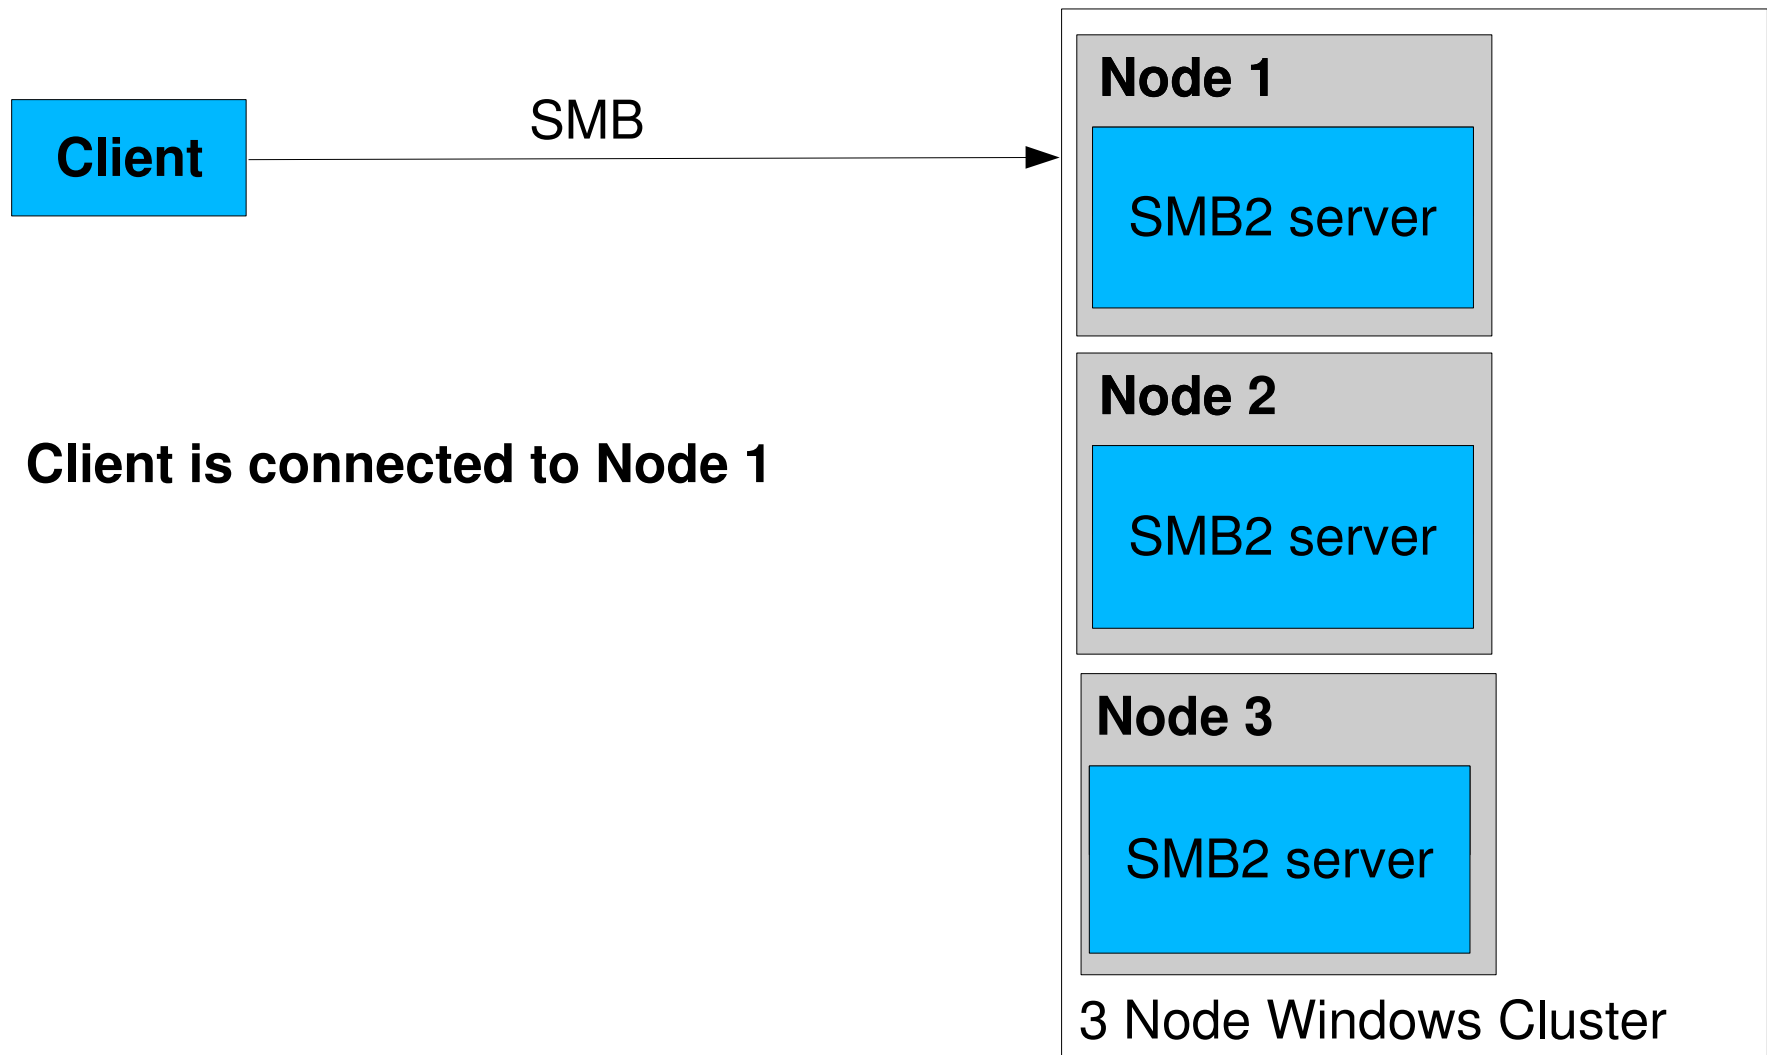 Client
SMB
Client is connected to Node 1
Node 1
SMB2 server
Node 2
SMB2 server
Node 3
SMB2 server
3 Node Windows Cluster